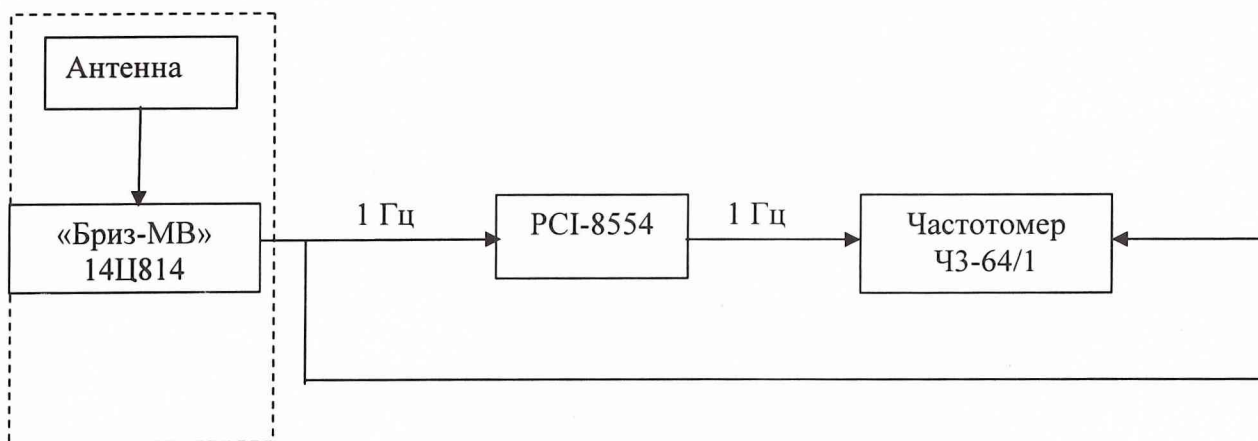 Антенна
«Бриз-МВ»
14Ц814
1 Гц
PCI-8554
1 Гц
Частотомер
Ч3-64/1